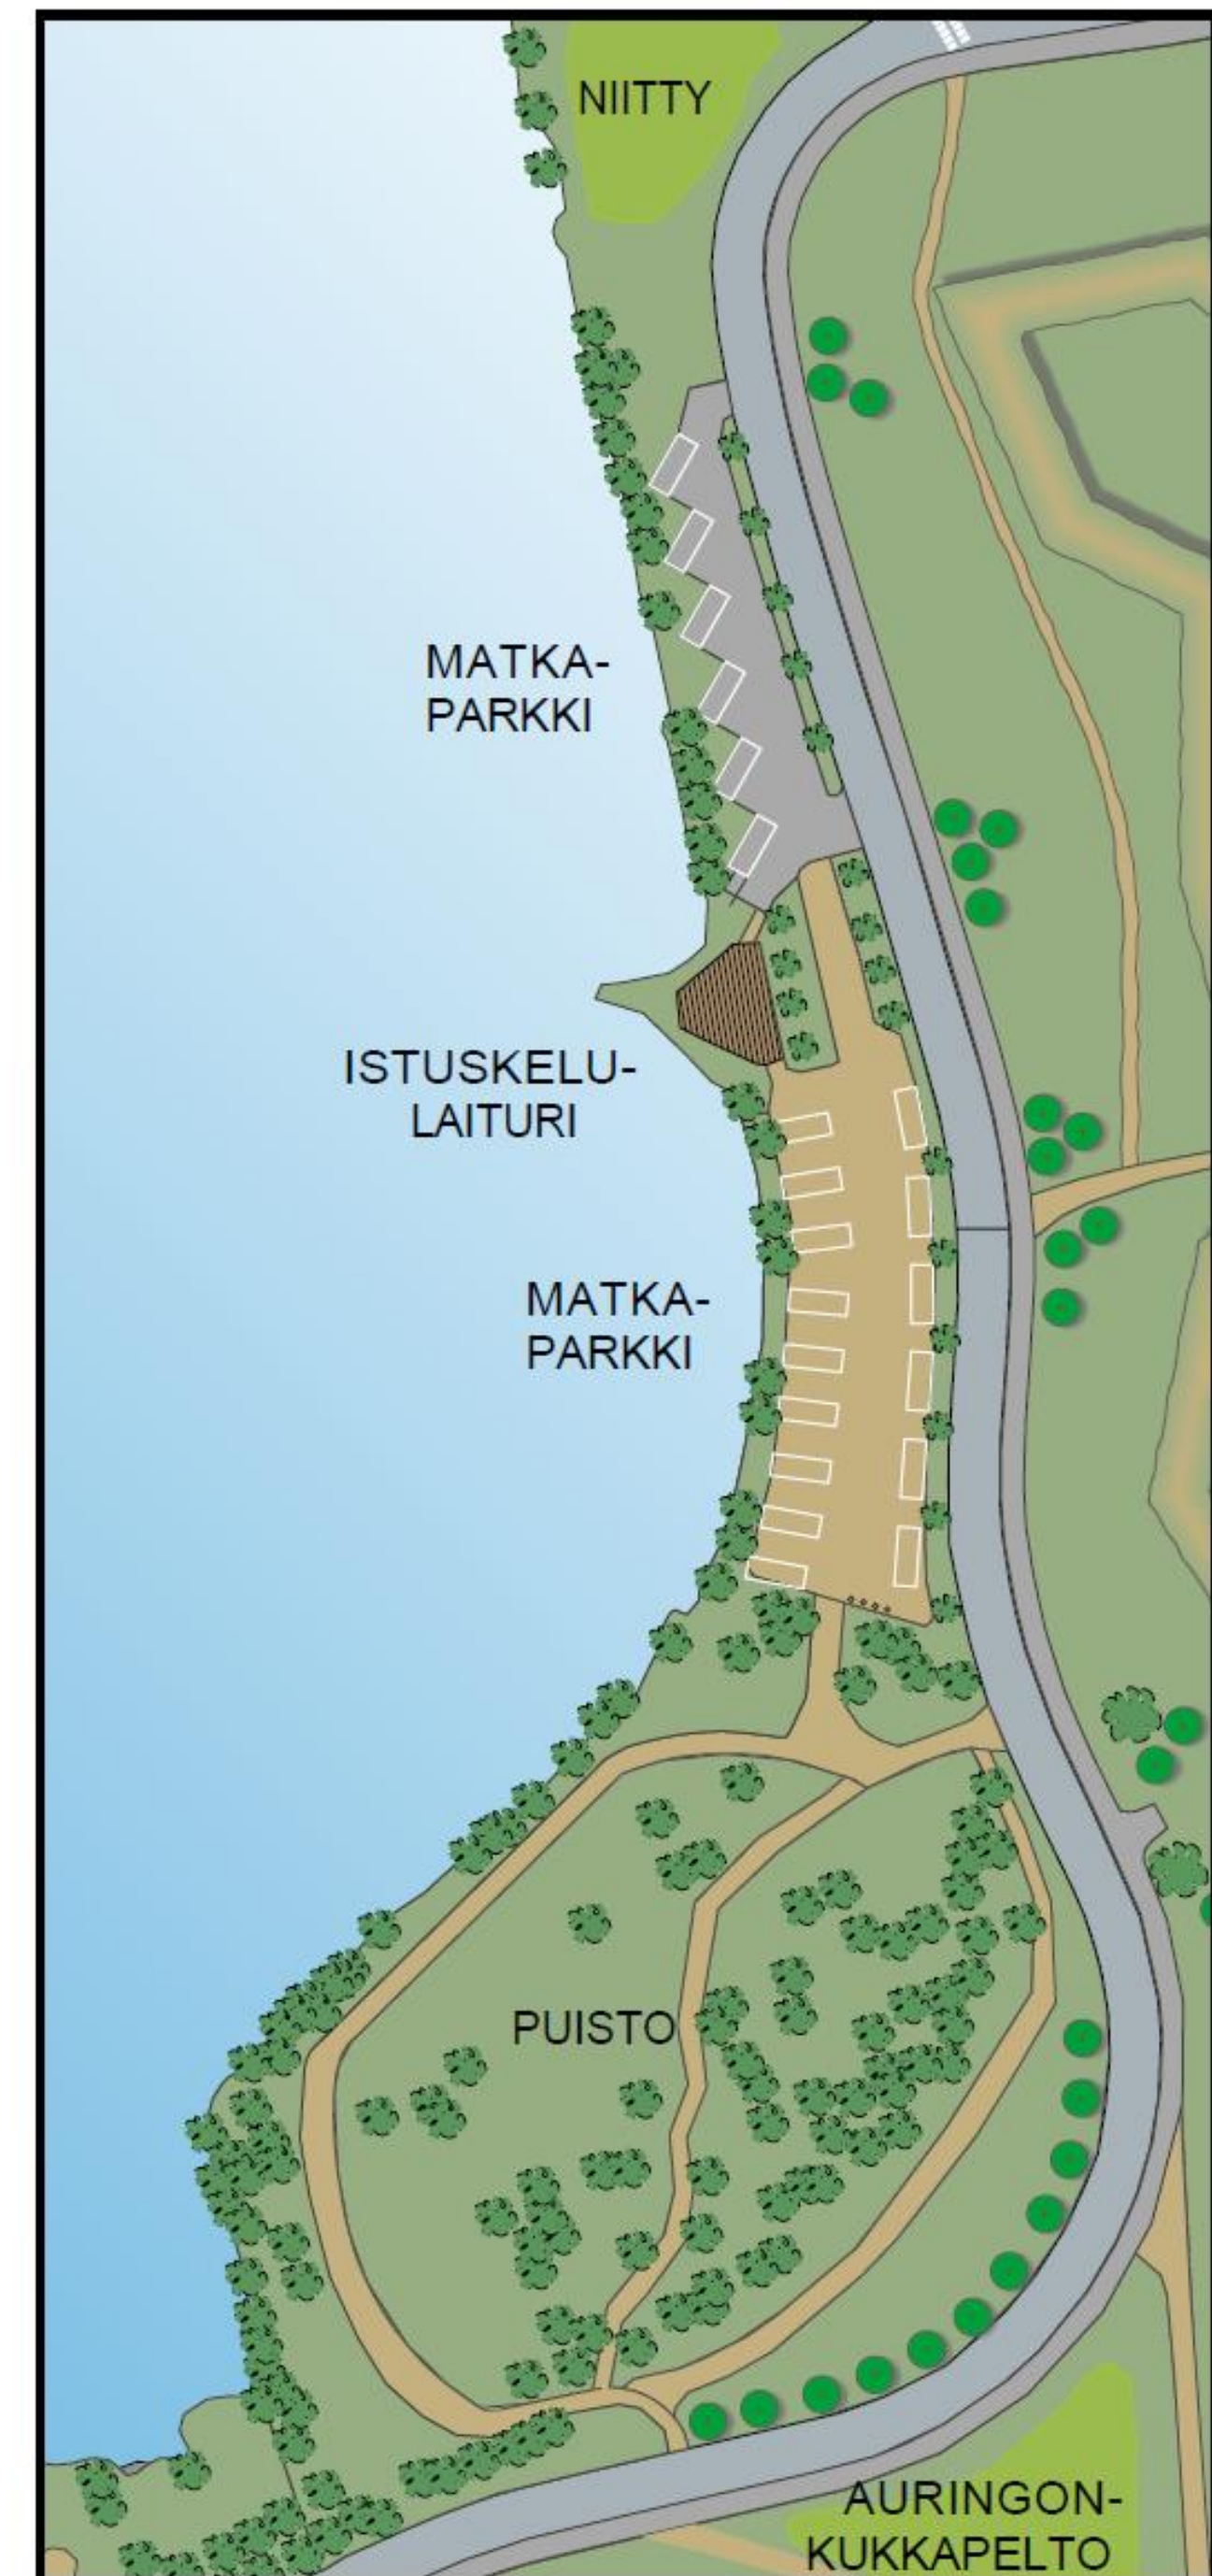 NIITTY
MATKA-
PARKKI
ISTUSKELU-
LAITURI
MATKA-
PARKKI
PUISTO
AURINGON-
KUKKAPELTO